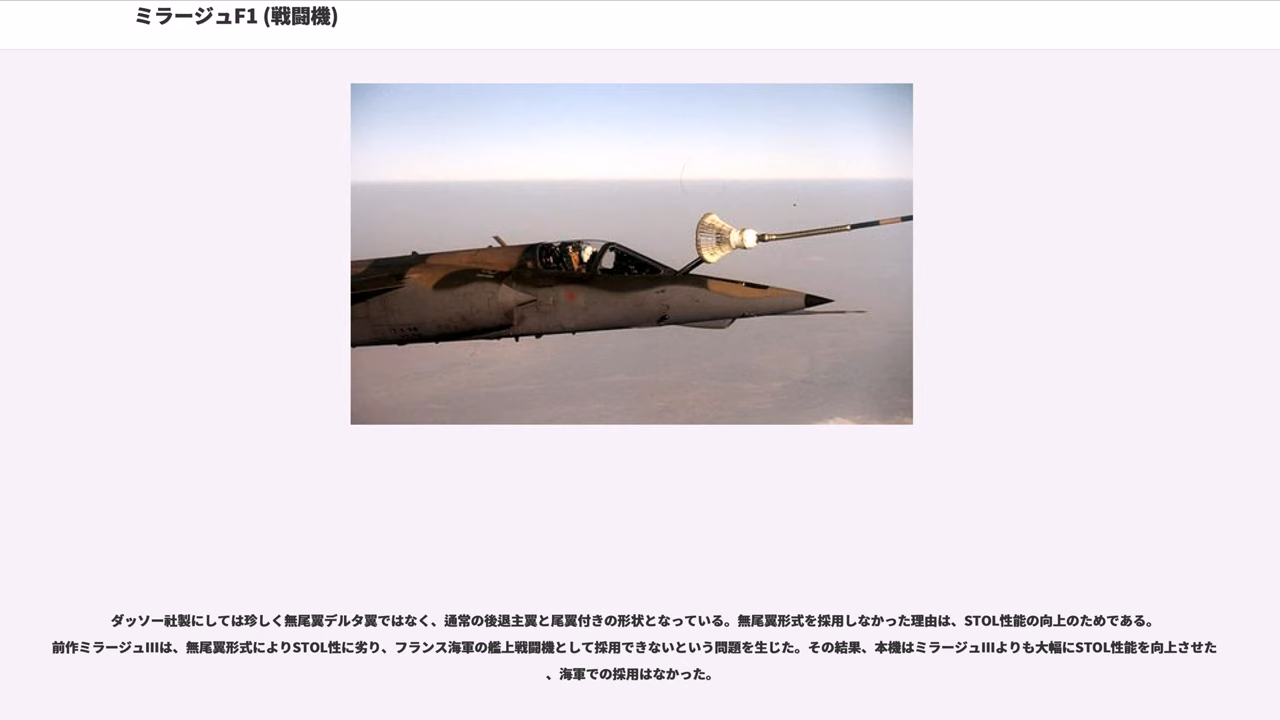 ミラージュF1 (戦闘機)
ダッソー社製にしては珍しく無尾翼デルタ翼ではなく、通常の後退主翼と尾翼付きの形状となっている。無尾翼形式を採用しなかった理由は、STOL性能の向上のためである。
前作ミラージュIIIは、無尾翼形式によりSTOL性に劣り、フランス海軍の艦上戦闘機として採用できないという問題を生じた。その結果、本機はミラージュIIIよりも大幅にSTOL性能を向上させた
、海軍での採用はなかった。